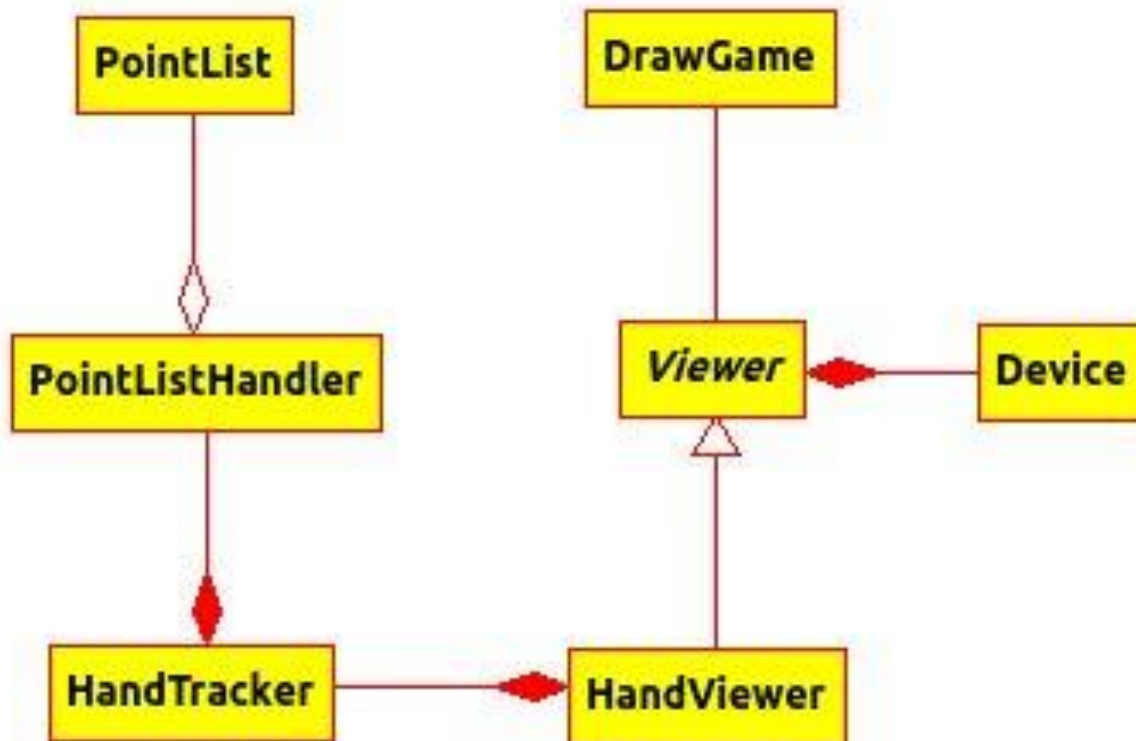 PointList
DrawGame
PointListHandler
Viewer
Device
HandTracker
HandViewer